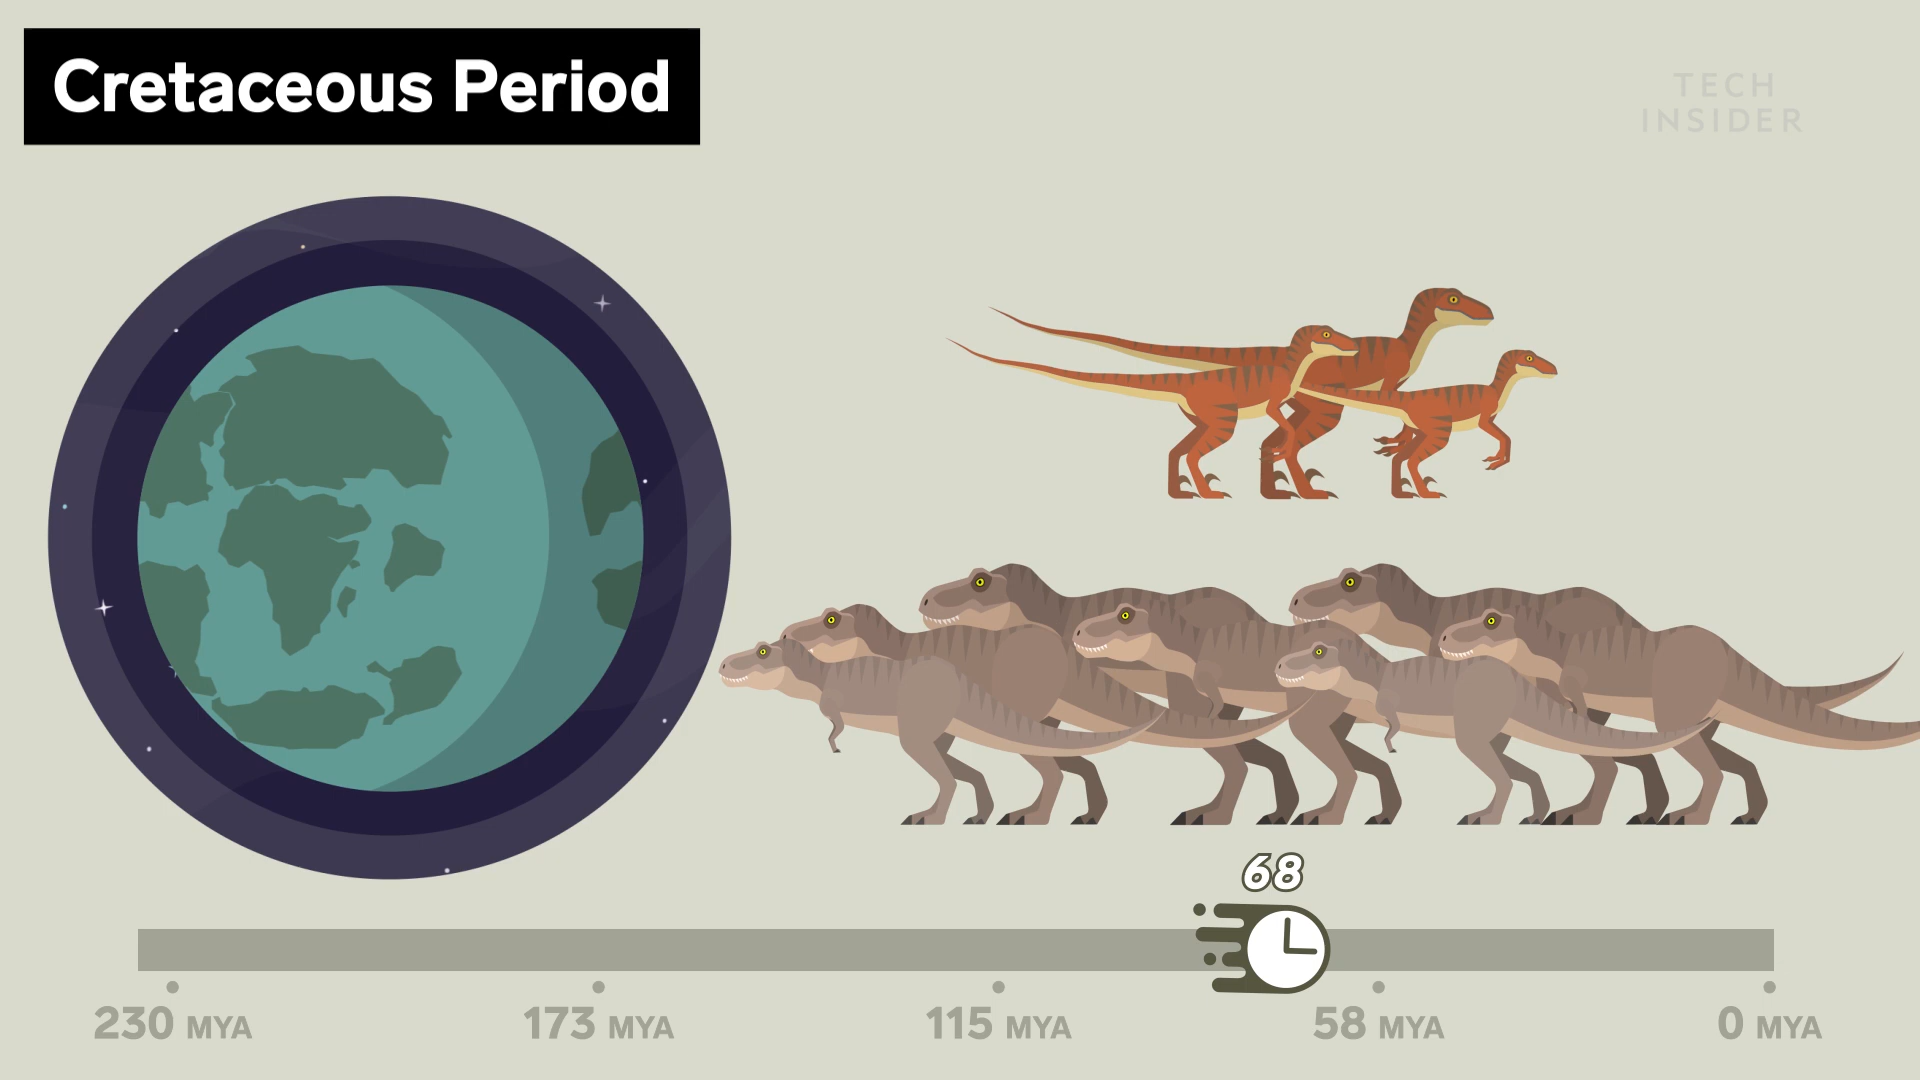 Cretaceous Period
TECH
INSIDER
68
230 MYA
173 MYA
115 MYA
58 MYA
0 MYA